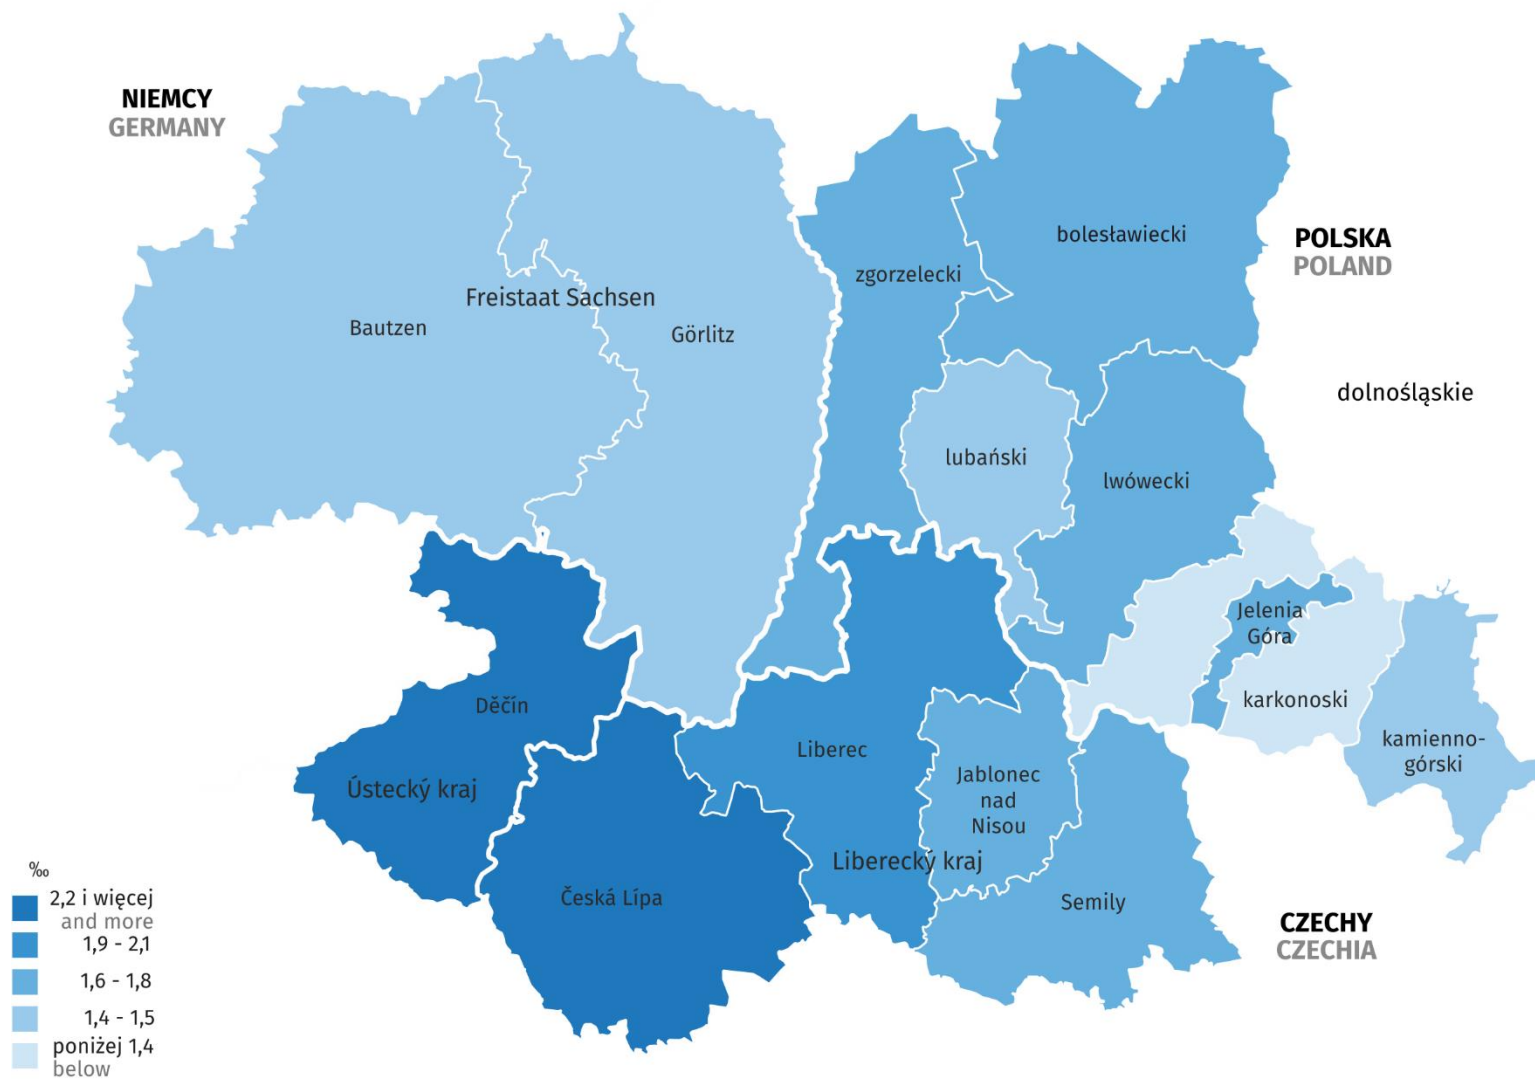 NIEMCY
GERMANY
POLSKA
POLAND
bolesławiecki
zgorzelecki
Freistaat Sachsen
Bautzen
Görlitz
dolnośląskie
lubański
lwówecki
Jelenia
Góra
karkonoski
kamienno-
górski
Děčín
Ústecký kraj
Liberec
Jablonec
nad
Nisou
Liberecký kraj
Česká Lípa
Semily
CZECHY
CZECHIA
‰
2,2 i więcej
and more
1,9 - 2,1
1,6 - 1,8
1,4 - 1,5
poniżej 1,4
below